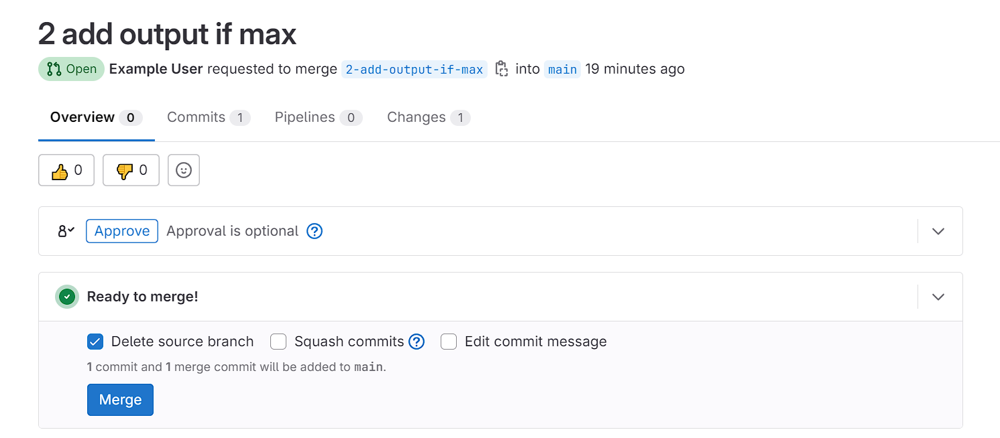 2 add output if max
Open Example User requested to merge 2-add-output-if-max into main 19 minutes ago
Overview 0 Commits 1 Pipelines 0 Changes 1
0 0
Approve Approval is optional ?
Ready to merge!
Delete source branch Squash commits ? Edit commit message
1 commit and 1 merge commit will be added to main.
Merge